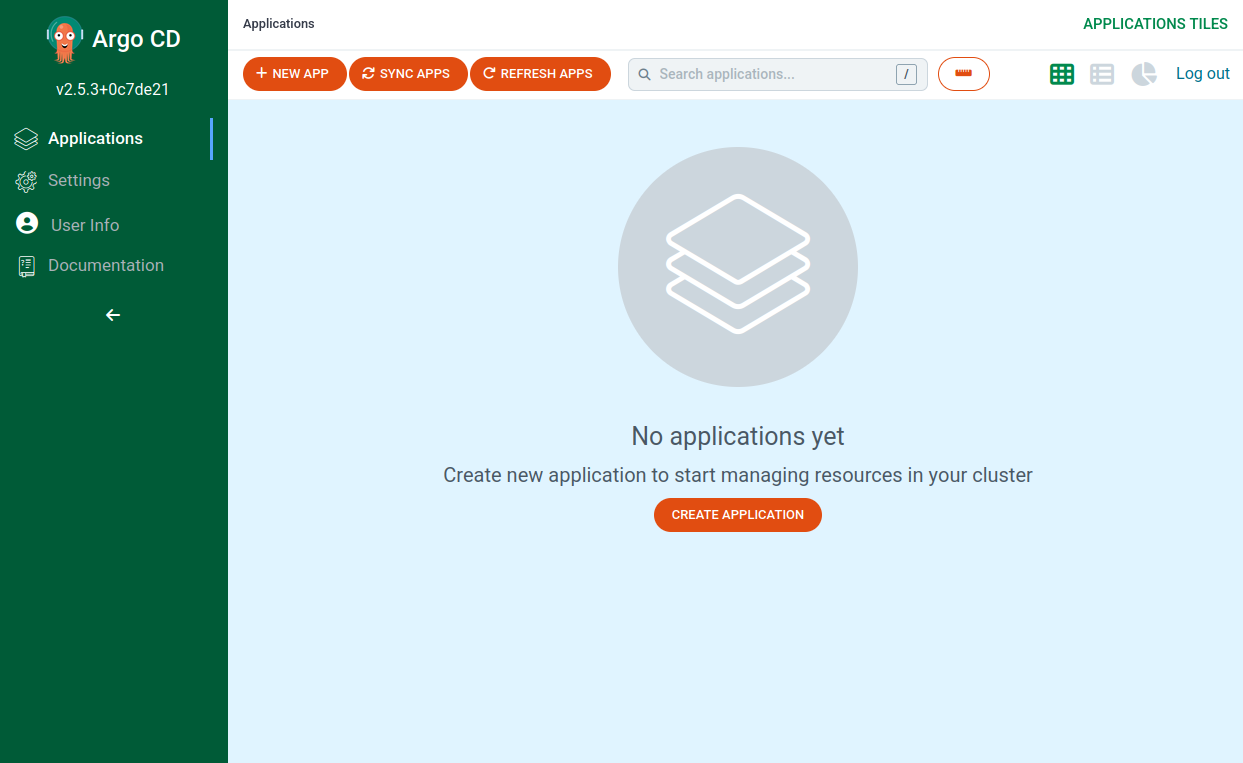 Argo CD
v2.5.3+0c7de21
Applications
Settings
User Info
Documentation
Applications
APPLICATIONS TILES
NEW APP
SYNC APPS
REFRESH APPS
Search applications...
/
Log out
No applications yet
Create new application to start managing resources in your cluster
CREATE APPLICATION